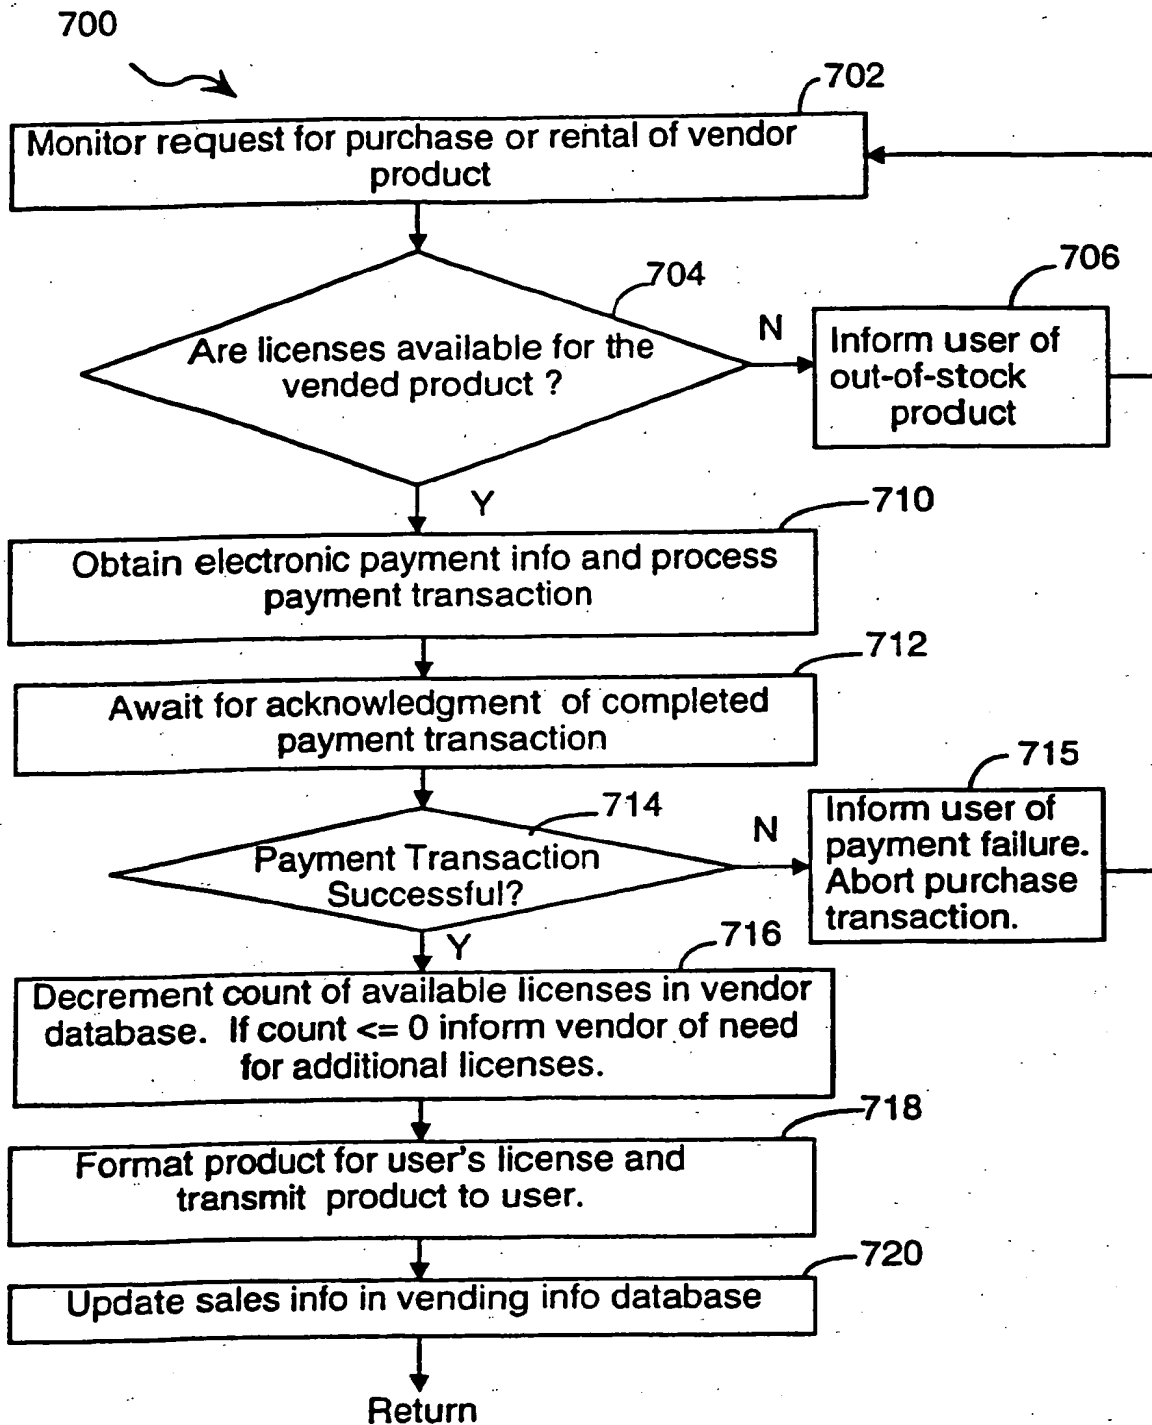 700
702
Monitor request for purchase or rental of vendor
product
704
Are licenses available for the
vended product ?
N
706
Inform user of
out-of-stock
product
Y
710
Obtain electronic payment info and process
payment transaction
712
Await for acknowledgment of completed
payment transaction
714
Payment Transaction
Successful?
N
715
Inform user of
payment failure.
Abort purchase
transaction.
Y
716
Decrement count of available licenses in vendor
database. If count <= 0 inform vendor of need
for additional licenses.
718
Format product for user's license and
transmit product to user.
720
Update sales info in vending info database
Return